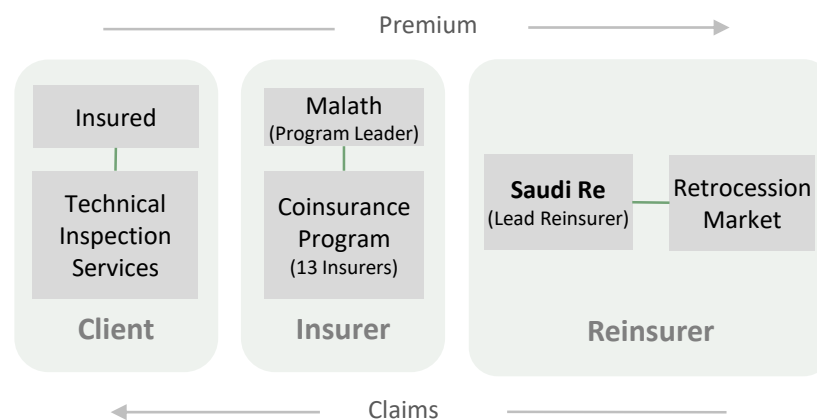 Premium
Insured
Technical
Inspection
Services
Client
Malath
(Program Leader)
Coinsurance
Program
(13 Insurers)
Insurer
Saudi Re
(Lead Reinsurer)
Retrocession
Market
Reinsurer
Claims